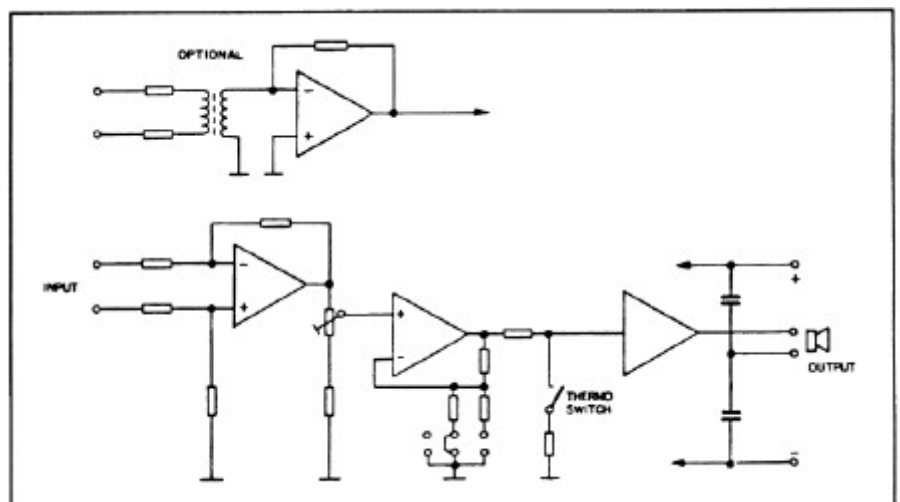 OPTIONAL
−
+
INPUT
−
+
+
−
THERMO
SWITCH
+
OUTPUT
−